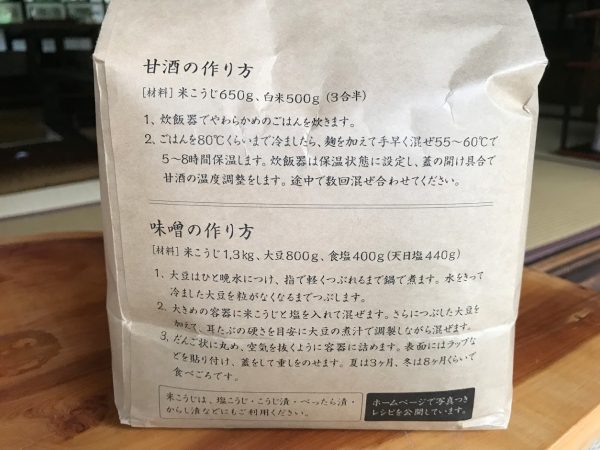 甘酒の作り方
[材料] 米こうじ650g、白米500g（3合半）
1、炊飯器でやわらかめのごはんを炊きます。
2、ごはんを80℃くらいまで冷ましたら、麹を加えて手早く混ぜ55〜60℃で
5〜8時間保温します。炊飯器は保温状態に設定し、蓋の開け具合で
甘酒の温度調整をします。途中で数回混ぜ合わせてください。
味噌の作り方
[材料] 米こうじ1,3kg、大豆800g、食塩400g(天日塩440g)
1、大豆はひと晩水につけ、指で軽くつぶれるまで鍋で煮ます。水をきって
冷ました大豆を粒がなくなるまでつぶします。
2、大きめの容器に米こうじと塩を入れて混ぜます。さらにつぶした大豆を
加えて、耳たぶの硬さを目安に大豆の煮汁で調製しながら混ぜます。
3、だんご状に丸め、空気を抜くように容器に詰めます。表面にはラップな
どを貼り付け、蓋をして重しをのせます。夏は3ヶ月、冬は8ヶ月くらいで
食べごろです。
米こうじは、塩こうじ・こうじ漬・べったら漬・
からし漬などにもご利用ください。
ホームページで写真つき
レシピを公開しています。